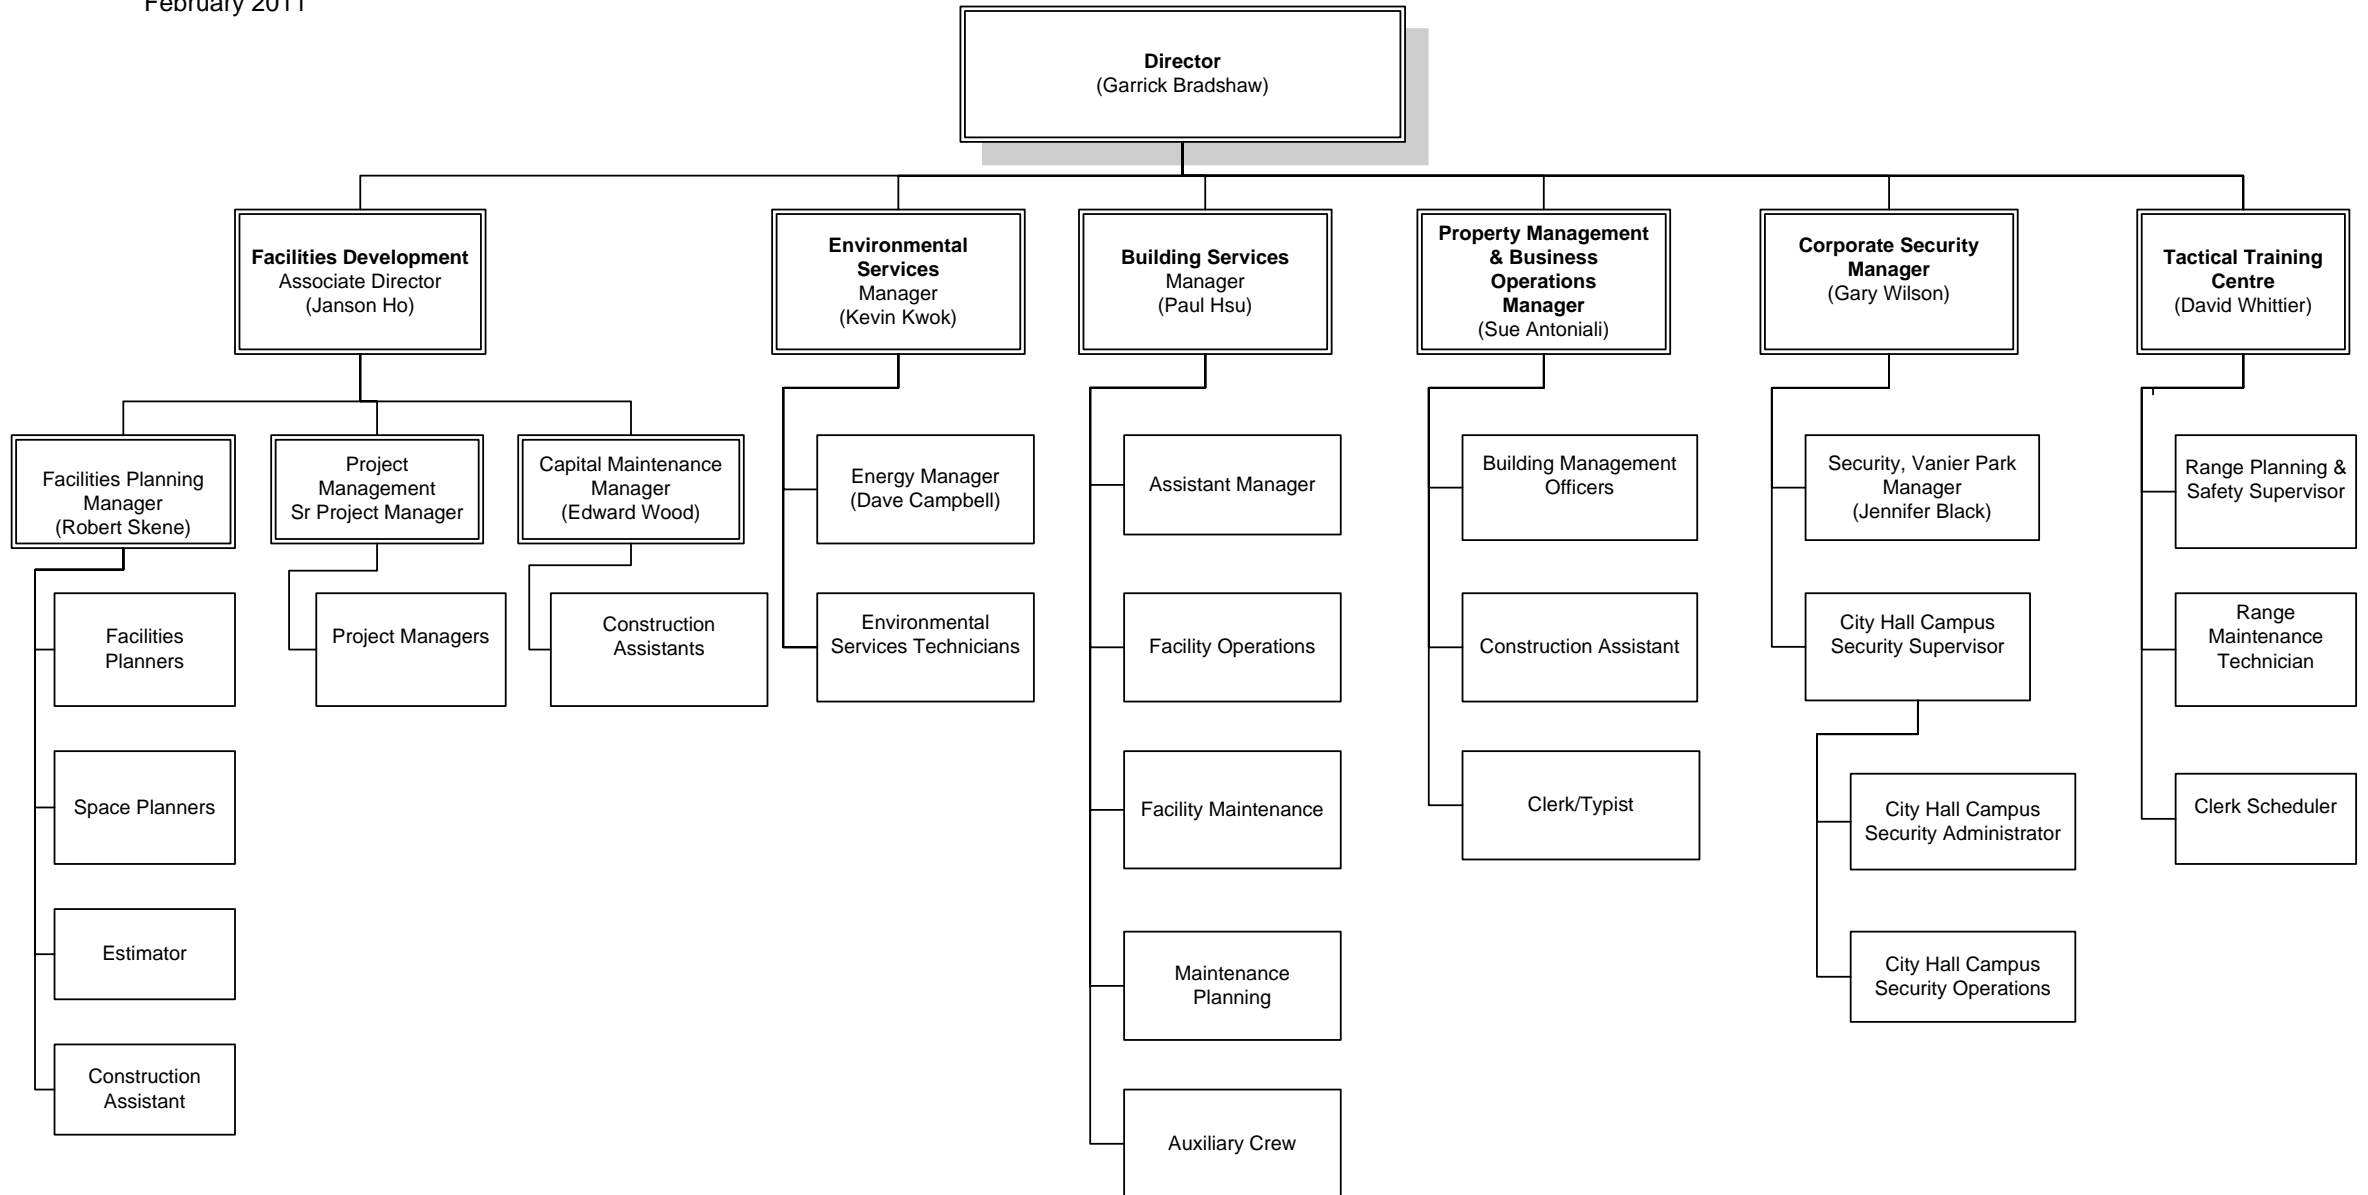 February 2011
Director
(Garrick Bradshaw)
Facilities Development
Associate Director
(Janson Ho)
Environmental
Services
Manager
(Kevin Kwok)
Building Services
Manager
(Paul Hsu)
Property Management
& Business
Operations
Manager
(Sue Antoniali)
Corporate Security
Manager
(Gary Wilson)
Tactical Training
Centre
(David Whittier)
Facilities Planning
Manager
(Robert Skene)
Project
Management
Sr Project Manager
Capital Maintenance
Manager
(Edward Wood)
Energy Manager
(Dave Campbell)
Assistant Manager
Building Management
Officers
Security, Vanier Park
Manager
(Jennifer Black)
Range Planning &
Safety Supervisor
Facilities
Planners
Project Managers
Construction
Assistants
Environmental
Services Technicians
Facility Operations
Construction Assistant
City Hall Campus
Security Supervisor
Range
Maintenance
Technician
Space Planners
Facility Maintenance
Clerk/Typist
City Hall Campus
Security Administrator
Clerk Scheduler
Estimator
Maintenance
Planning
City Hall Campus
Security Operations
Construction
Assistant
Auxiliary Crew